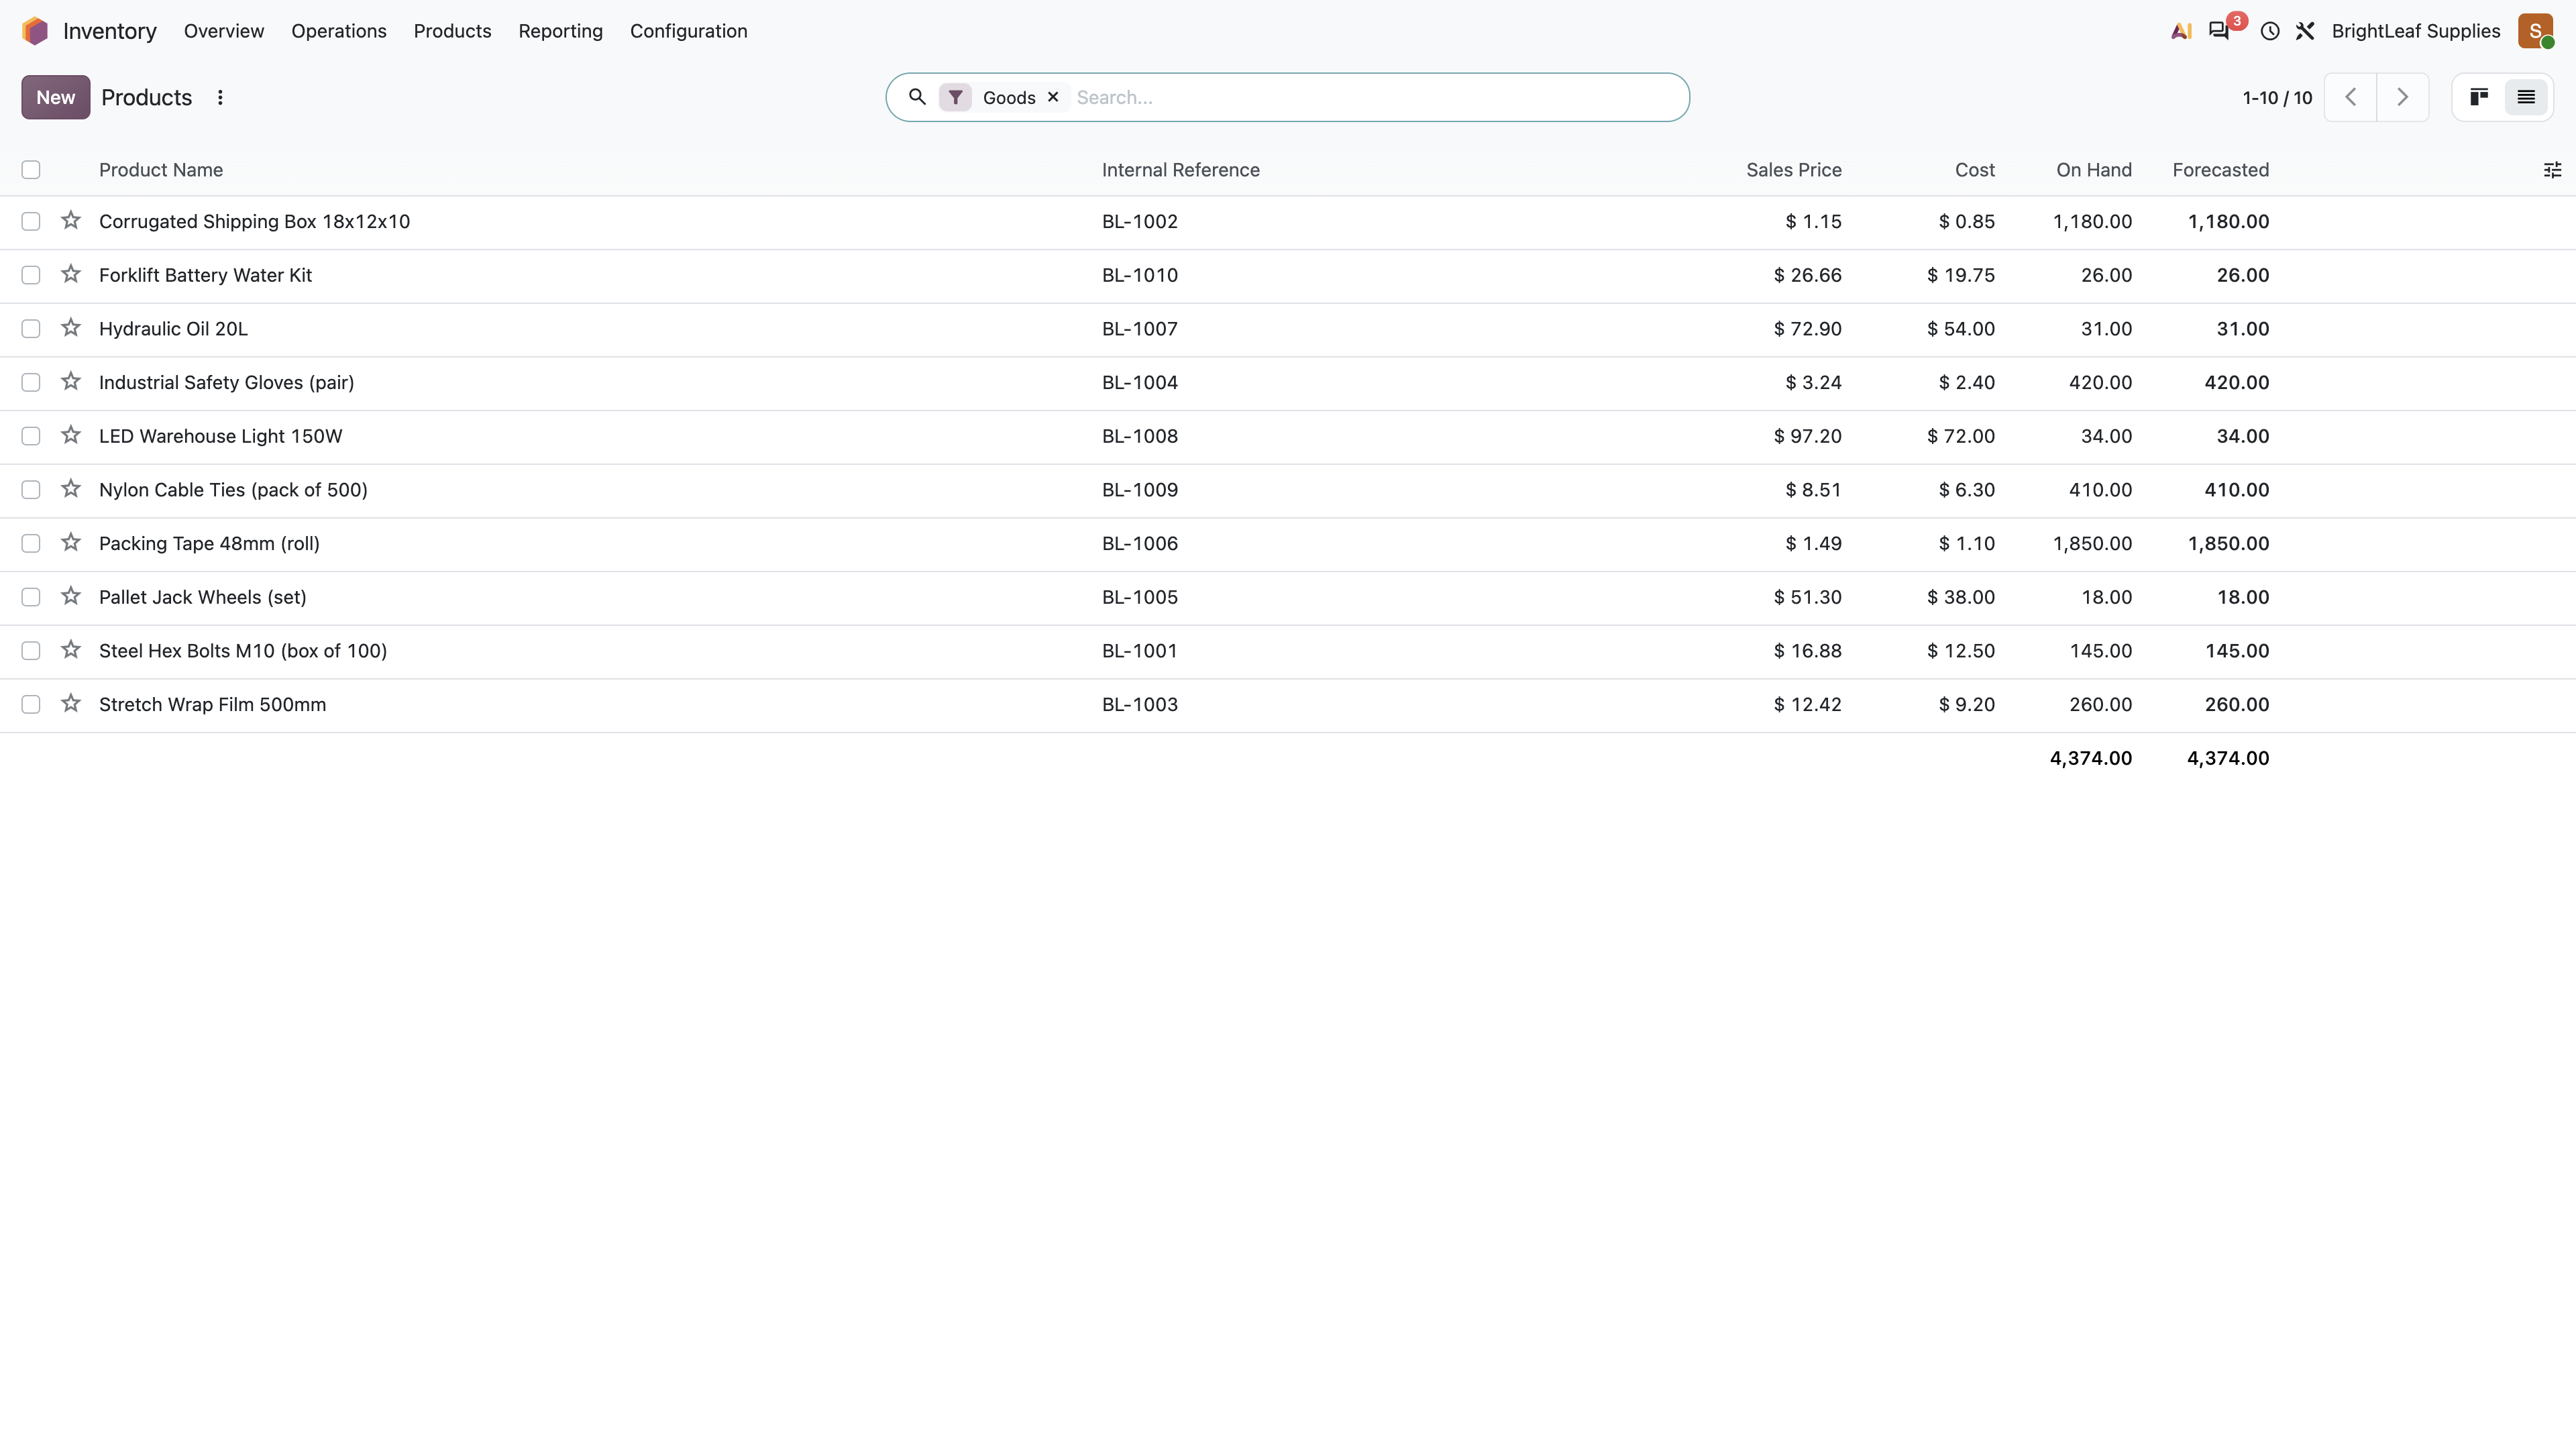 Inventory Overview Operations Products Reporting Configuration AI 3 BrightLeaf Supplies S
New Products Goods Search... 1-10 / 10
Product Name Internal Reference Sales Price Cost On Hand Forecasted
Corrugated Shipping Box 18x12x10 BL-1002 $ 1.15 $ 0.85 1,180.00 1,180.00
Forklift Battery Water Kit BL-1010 $ 26.66 $ 19.75 26.00 26.00
Hydraulic Oil 20L BL-1007 $ 72.90 $ 54.00 31.00 31.00
Industrial Safety Gloves (pair) BL-1004 $ 3.24 $ 2.40 420.00 420.00
LED Warehouse Light 150W BL-1008 $ 97.20 $ 72.00 34.00 34.00
Nylon Cable Ties (pack of 500) BL-1009 $ 8.51 $ 6.30 410.00 410.00
Packing Tape 48mm (roll) BL-1006 $ 1.49 $ 1.10 1,850.00 1,850.00
Pallet Jack Wheels (set) BL-1005 $ 51.30 $ 38.00 18.00 18.00
Steel Hex Bolts M10 (box of 100) BL-1001 $ 16.88 $ 12.50 145.00 145.00
Stretch Wrap Film 500mm BL-1003 $ 12.42 $ 9.20 260.00 260.00
4,374.00 4,374.00